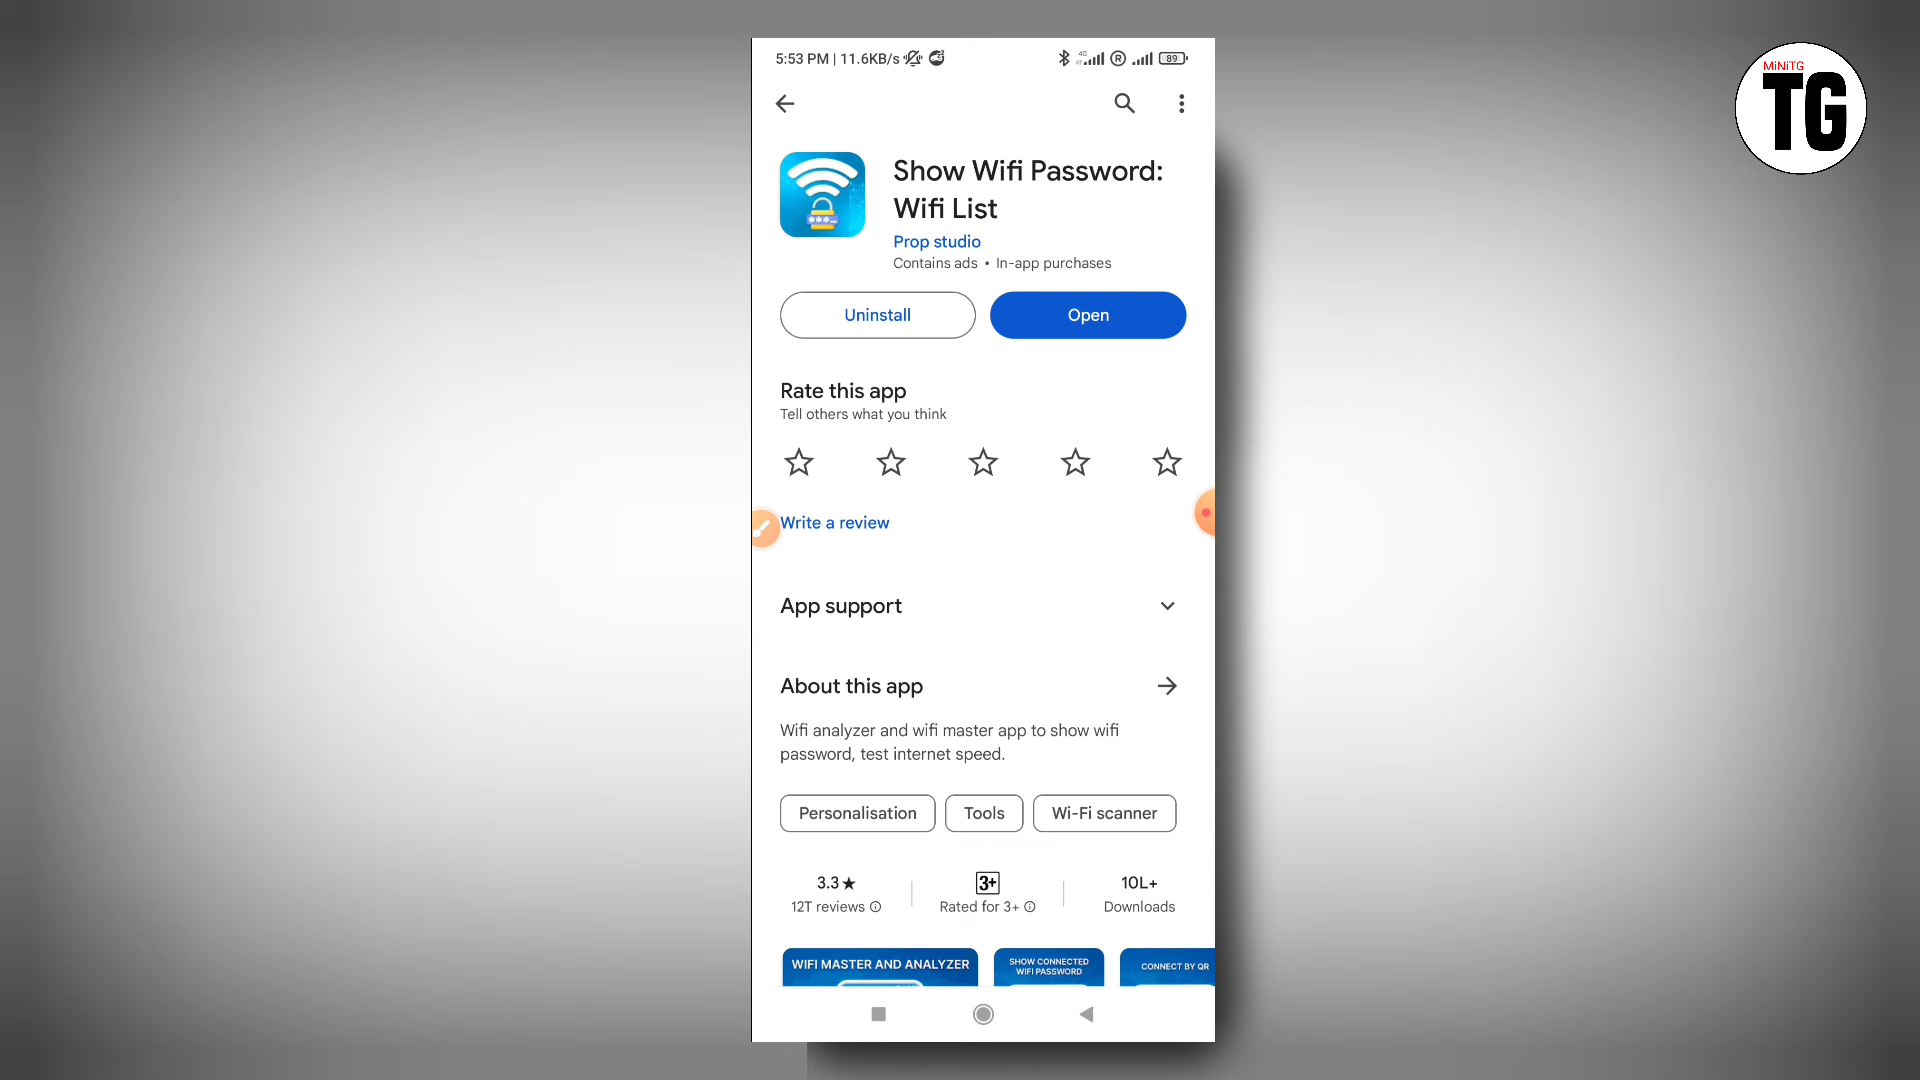 5:53 PM | 11.6KB/s
4G
R
89
MiNiTG
TG
Show Wifi Password:
Wifi List
Prop studio
Contains ads • In-app purchases
Uninstall
Open
Rate this app
Tell others what you think
Write a review
App support
About this app
Wifi analyzer and wifi master app to show wifi
password, test internet speed.
Personalisation
Tools
Wi-Fi scanner
3.3★
3+
10L+
12T reviews
Rated for 3+
Downloads
WIFI MASTER AND ANALYZER
SHOW CONNECTED
WIFI PASSWORD
CONNECT BY QR